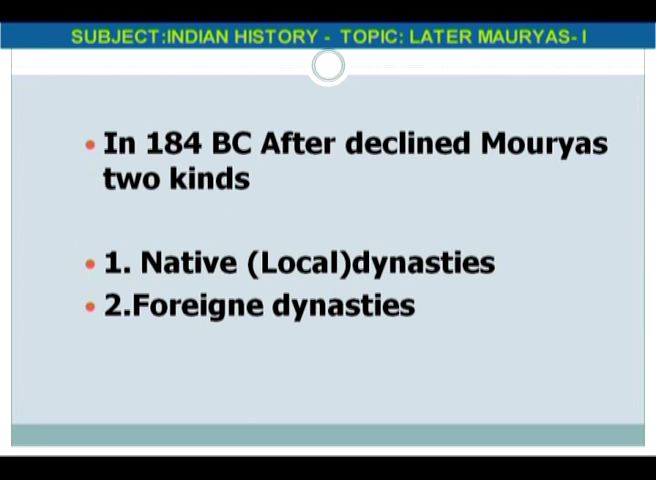 SUBJECT:INDIAN HISTORY - TOPIC: LATER MAURYAS- I
• In 184 BC After declined Mouryas
two kinds
• 1. Native (Local)dynasties
• 2.Foreigne dynasties